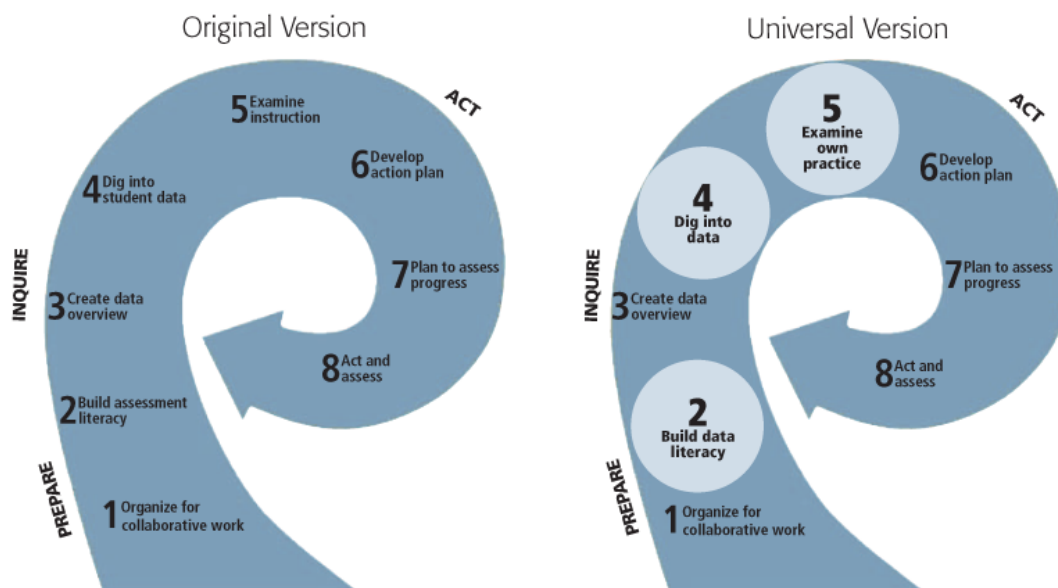 Original Version
5 Examine
instruction
ACT
6 Develop
action plan
4 Dig into
student data
INQUIRE
7 Plan to assess
progress
3 Create data
overview
8 Act and
assess
2 Build assessment
literacy
PREPARE
1 Organize for
collaborative work
Universal Version
5
Examine
own
practice
ACT
6 Develop
action plan
4
Dig into
data
INQUIRE
7 Plan to assess
progress
3 Create data
overview
8 Act and
assess
2
Build data
literacy
PREPARE
1 Organize for
collaborative work